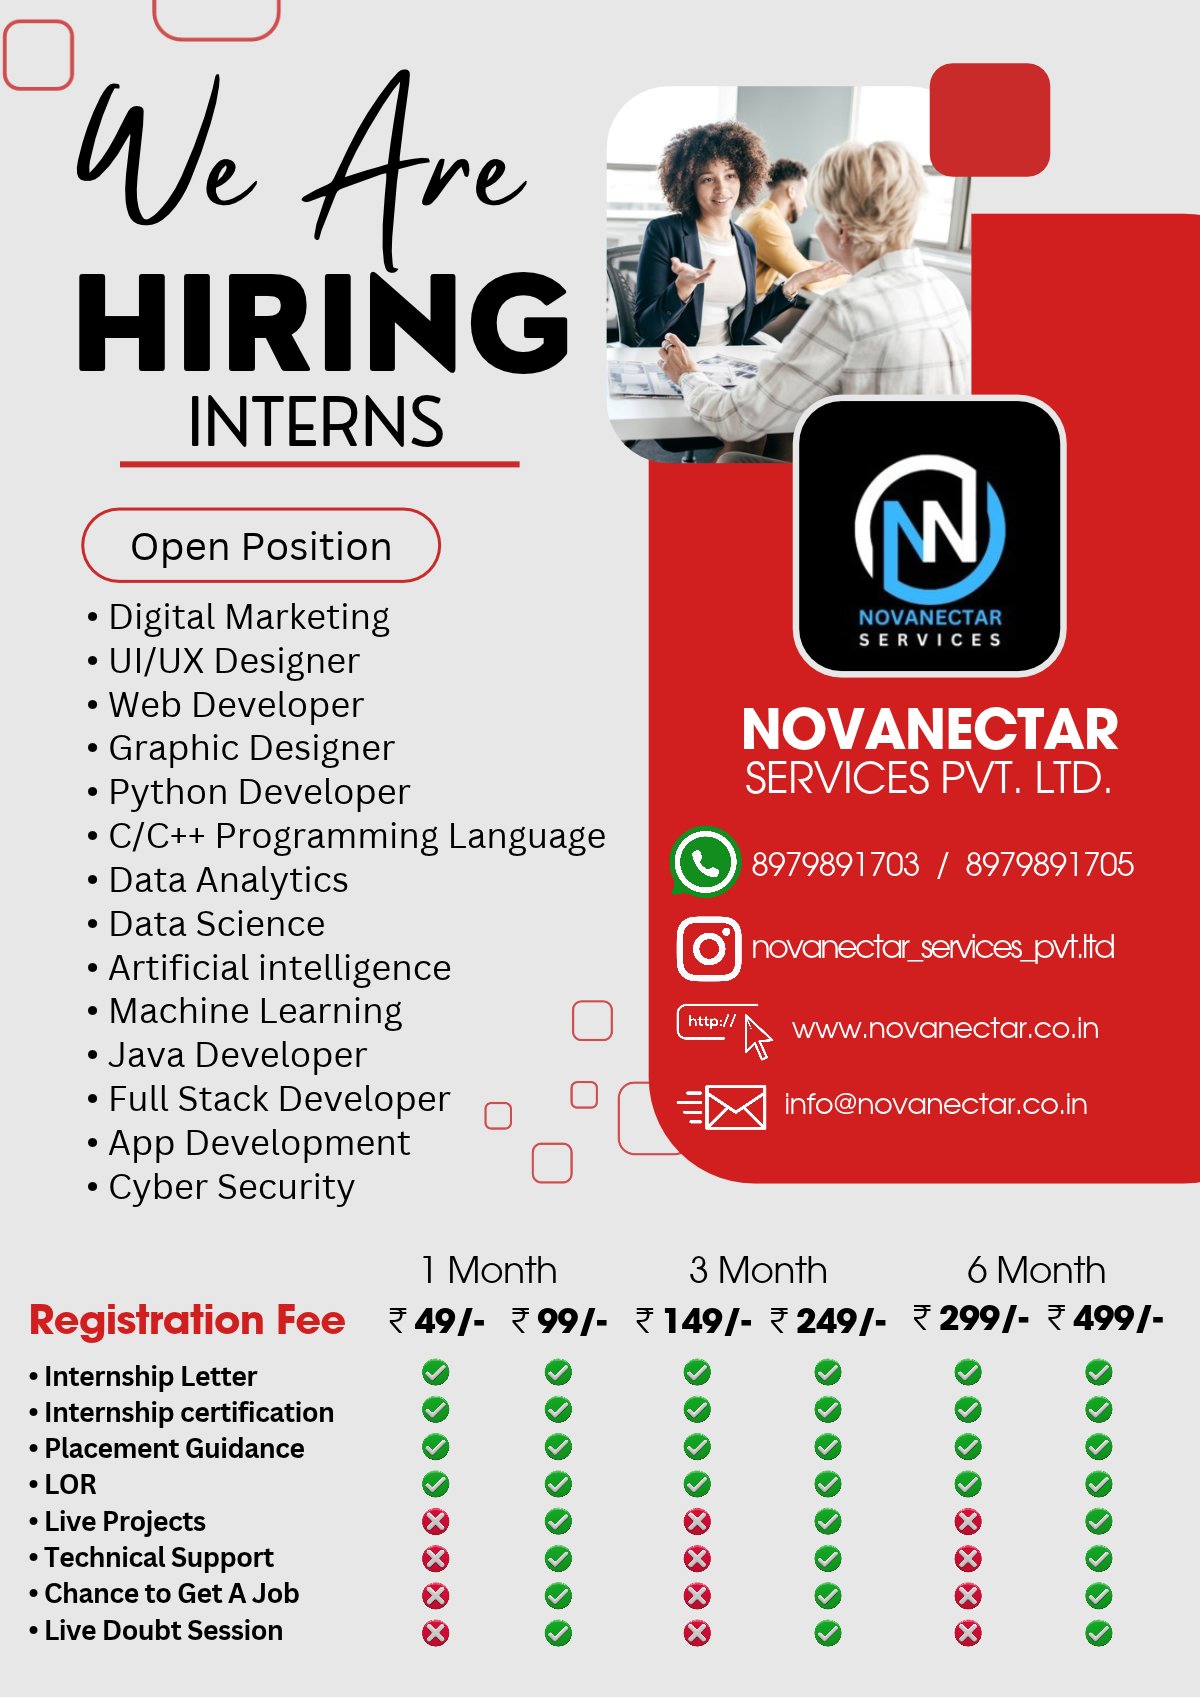 We Are
HIRING
INTERNS
Open Position
• Digital Marketing
• UI/UX Designer
• Web Developer
• Graphic Designer
• Python Developer
• C/C++ Programming Language
• Data Analytics
• Data Science
• Artificial intelligence
• Machine Learning
• Java Developer
• Full Stack Developer
• App Development
• Cyber Security
NN
NOVANECTAR
SERVICES
NOVANECTAR
SERVICES PVT. LTD.
8979891703 / 8979891705
novanectar_services_pvt.ltd
http:// www.novanectar.co.in
info@novanectar.co.in
1 Month 3 Month 6 Month
Registration Fee ₹ 49/- ₹ 99/- ₹ 149/- ₹ 249/- ₹ 299/- ₹ 499/-
• Internship Letter
• Internship certification
• Placement Guidance
• LOR
• Live Projects
• Technical Support
• Chance to Get A Job
• Live Doubt Session